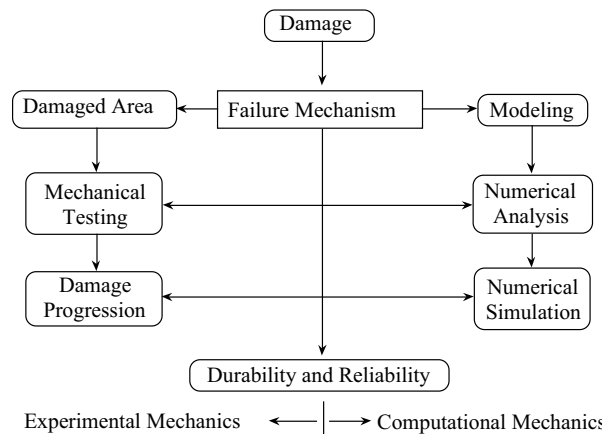 Damage
Damaged Area
Failure Mechanism
Modeling
Mechanical
Testing
Numerical
Analysis
Damage
Progression
Numerical
Simulation
Durability and Reliability
Experimental Mechanics
Computational Mechanics